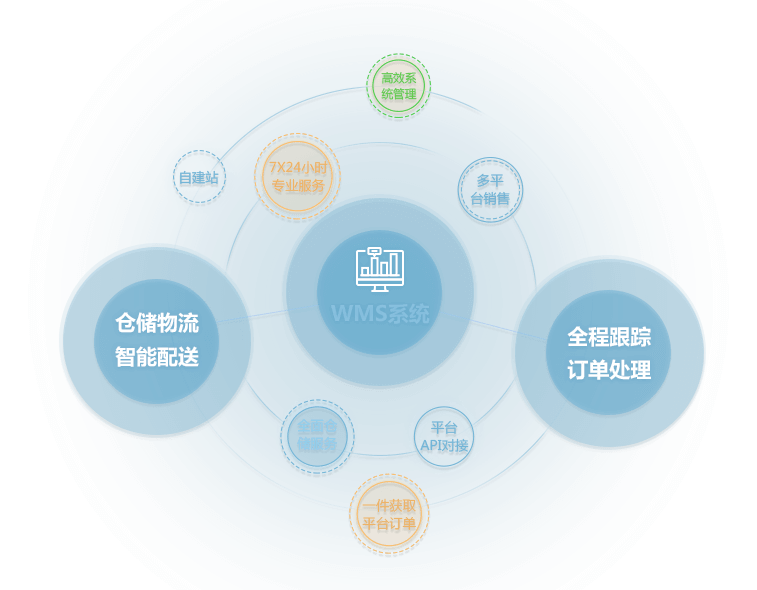 高效系
统管理
7X24小时
专业服务
自建站
多平
台销售
WMS系统
仓储物流
智能配送
全程跟踪
订单处理
储服务
平台
API对接
一件获取
平台订单